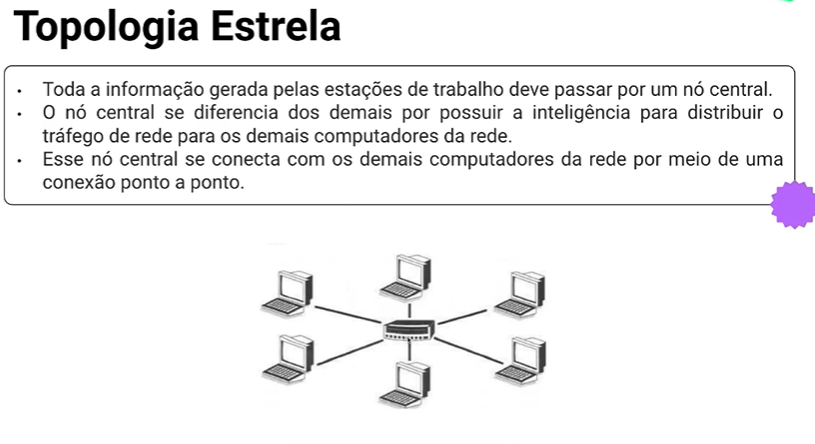 Topologia Estrela
• Toda a informação gerada pelas estações de trabalho deve passar por um nó central.
• O nó central se diferencia dos demais por possuir a inteligência para distribuir o
tráfego de rede para os demais computadores da rede.
• Esse nó central se conecta com os demais computadores da rede por meio de uma
conexão ponto a ponto.